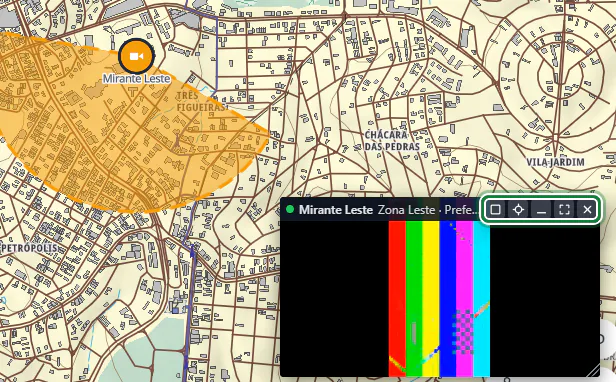 Mirante Leste
TRÊS
FIGUEIRAS
CHÁCARA
DAS PEDRAS
VILA JARDIM
Mirante Leste Zona Leste · Prefe...
PETRÓPOLIS